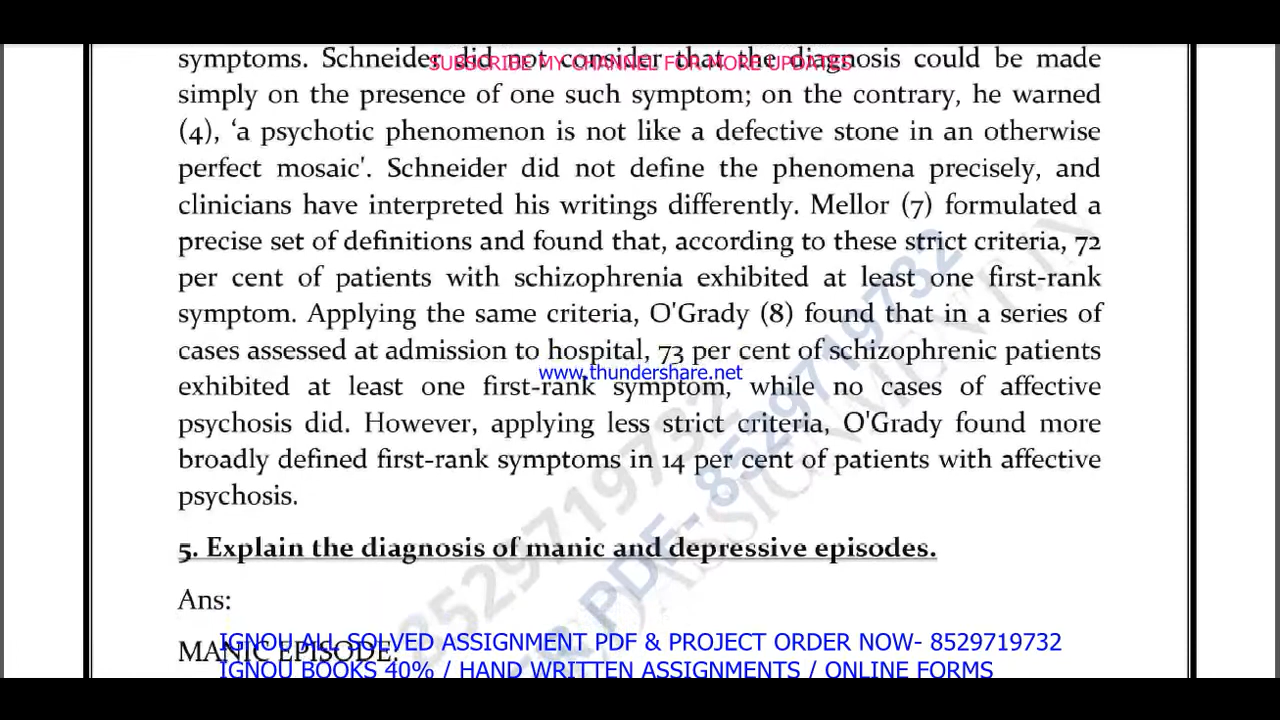 symptoms. Schneider did not consider that the diagnosis could be made
SUBSCRIBE MY CHANNEL FOR MORE UPDATES
simply on the presence of one such symptom; on the contrary, he warned
(4), ‘a psychotic phenomenon is not like a defective stone in an otherwise
perfect mosaic'. Schneider did not define the phenomena precisely, and
clinicians have interpreted his writings differently. Mellor (7) formulated a
precise set of definitions and found that, according to these strict criteria, 72
per cent of patients with schizophrenia exhibited at least one first-rank
symptom. Applying the same criteria, O'Grady (8) found that in a series of
cases assessed at admission to hospital, 73 per cent of schizophrenic patients
www.thundershare.net
exhibited at least one first-rank symptom, while no cases of affective
psychosis did. However, applying less strict criteria, O'Grady found more
broadly defined first-rank symptoms in 14 per cent of patients with affective
psychosis.
5. Explain the diagnosis of manic and depressive episodes.
Ans:
MANIC EPISODE:
IGNOU ALL SOLVED ASSIGNMENT PDF & PROJECT ORDER NOW- 8529719732
IGNOU BOOKS 40% / HAND WRITTEN ASSIGNMENTS / ONLINE FORMS
8529719732
PDF- 8529719732